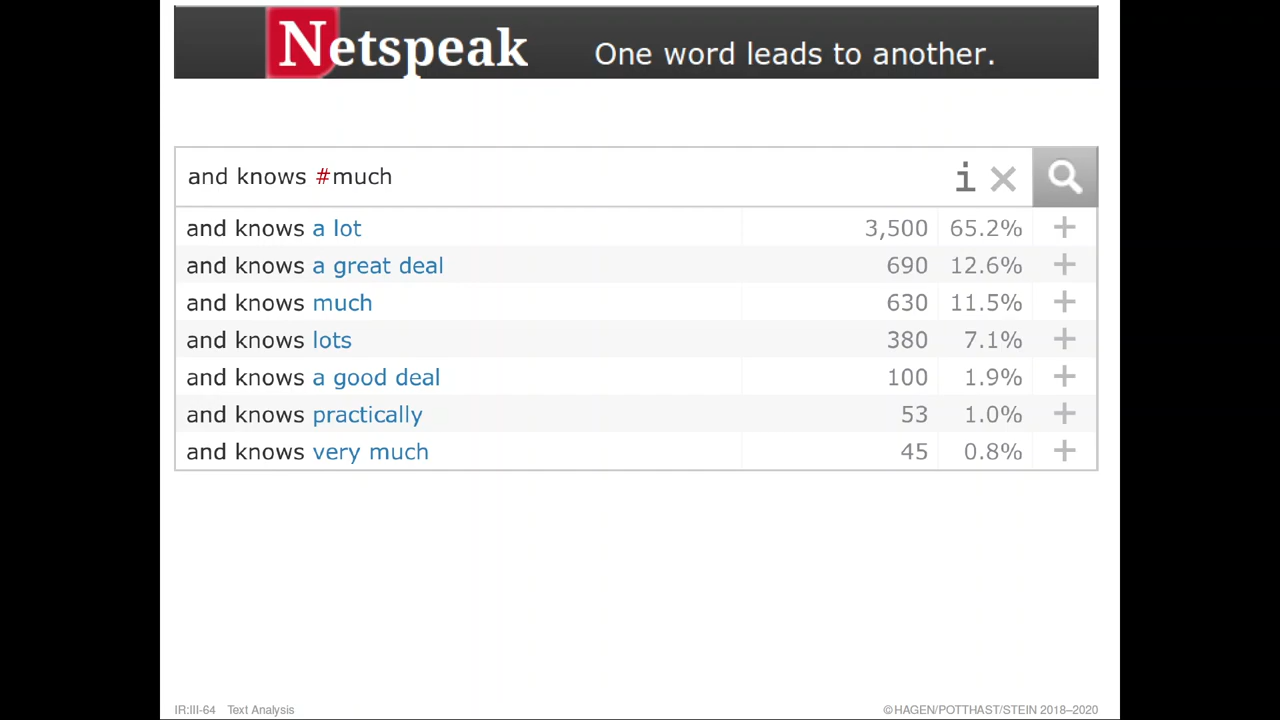 Netspeak One word leads to another.
and knows #much i
and knows a lot 3,500 65.2% +
and knows a great deal 690 12.6% +
and knows much 630 11.5% +
and knows lots 380 7.1% +
and knows a good deal 100 1.9% +
and knows practically 53 1.0% +
and knows very much 45 0.8% +
IR:III-64 Text Analysis ©HAGEN/POTTHAST/STEIN 2018–2020